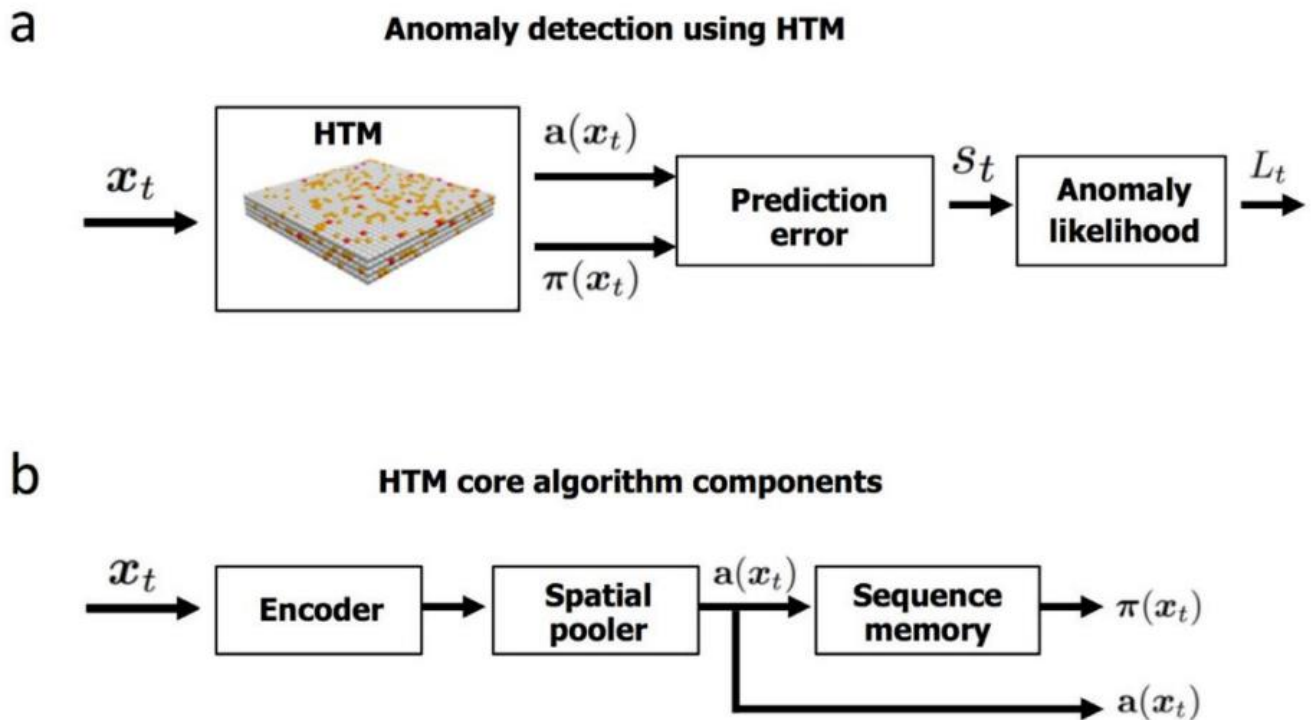 a
Anomaly detection using HTM
HTM
x_t
a(x_t)
π(x_t)
Prediction
error
s_t
Anomaly
likelihood
L_t
b
HTM core algorithm components
x_t
Encoder
Spatial
pooler
a(x_t)
Sequence
memory
π(x_t)
a(x_t)